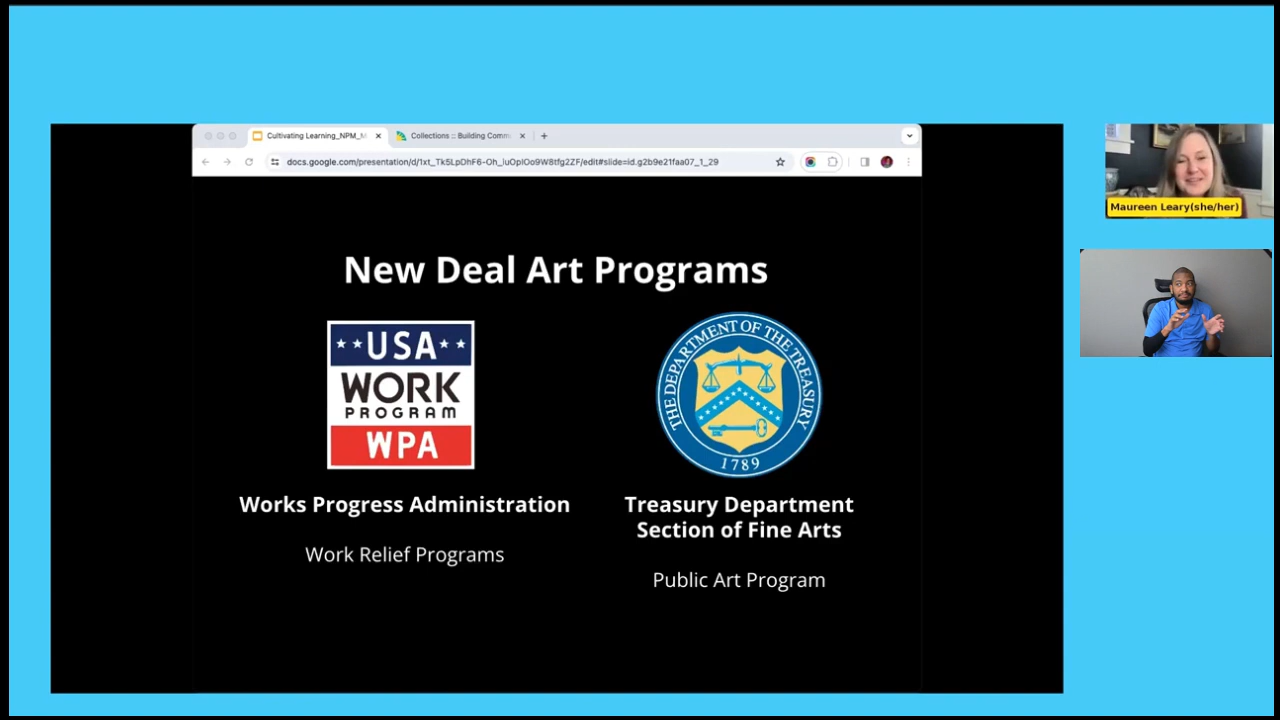 Cultivating Learning_NPM_M
Collections :: Building Comm
docs.google.com/presentation/d/1xt_Tk5LpDhF6-Oh_iuOplOo9W8tfg2ZF/edit#slide=id.g2b9e21faa07_1_29
New Deal Art Programs
USA
WORK
PROGRAM
WPA
THE DEPARTMENT OF THE TREASURY
1789
Works Progress Administration
Work Relief Programs
Treasury Department
Section of Fine Arts
Public Art Program
Maureen Leary(she/her)